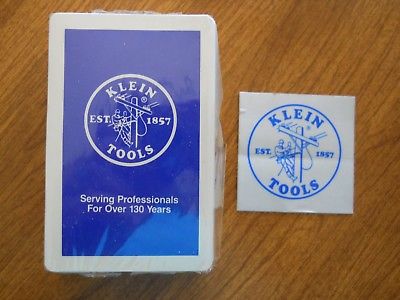 KLEIN
®
EST. 1857
TOOLS
Serving Professionals
For Over 130 Years
KLEIN
®
EST. 1857
TOOLS